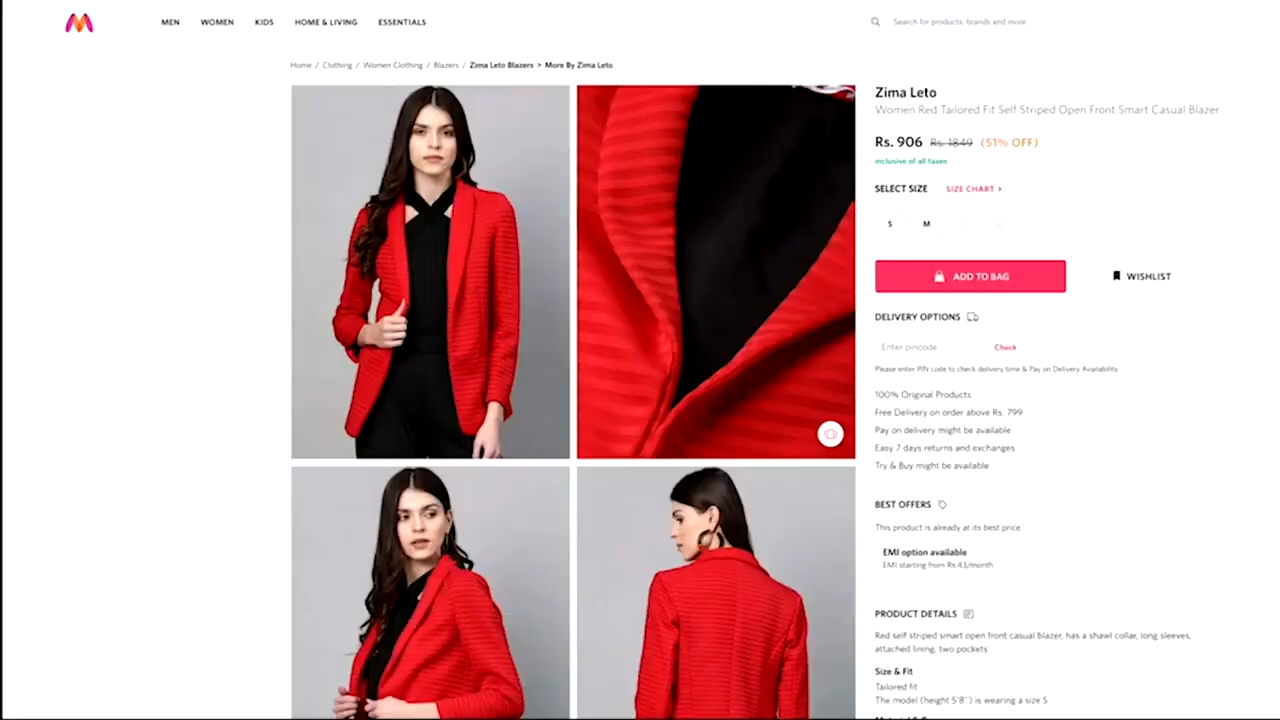 MEN WOMEN KIDS HOME & LIVING ESSENTIALS
Search for products, brands and more
Home / Clothing / Women Clothing / Blazers / Zima Leto Blazers > More By Zima Leto
Zima Leto
Women Red Tailored Fit Self Striped Open Front Smart Casual Blazer
Rs. 906 Rs. 1849 (51% OFF)
inclusive of all taxes
SELECT SIZE SIZE CHART >
S M
ADD TO BAG WISHLIST
DELIVERY OPTIONS
Enter pincode Check
Please enter PIN code to check delivery time & Pay on Delivery Availability
100% Original Products
Free Delivery on order above Rs. 799
Pay on delivery might be available
Easy 7 days returns and exchanges
Try & Buy might be available
BEST OFFERS
This product is already at its best price
EMI option available
EMI starting from Rs.43/month
PRODUCT DETAILS
Red self striped smart open front casual blazer, has a shawl collar, long sleeves,
attached lining, two pockets
Size & Fit
Tailored fit
The model (height 5'8") is wearing a size S